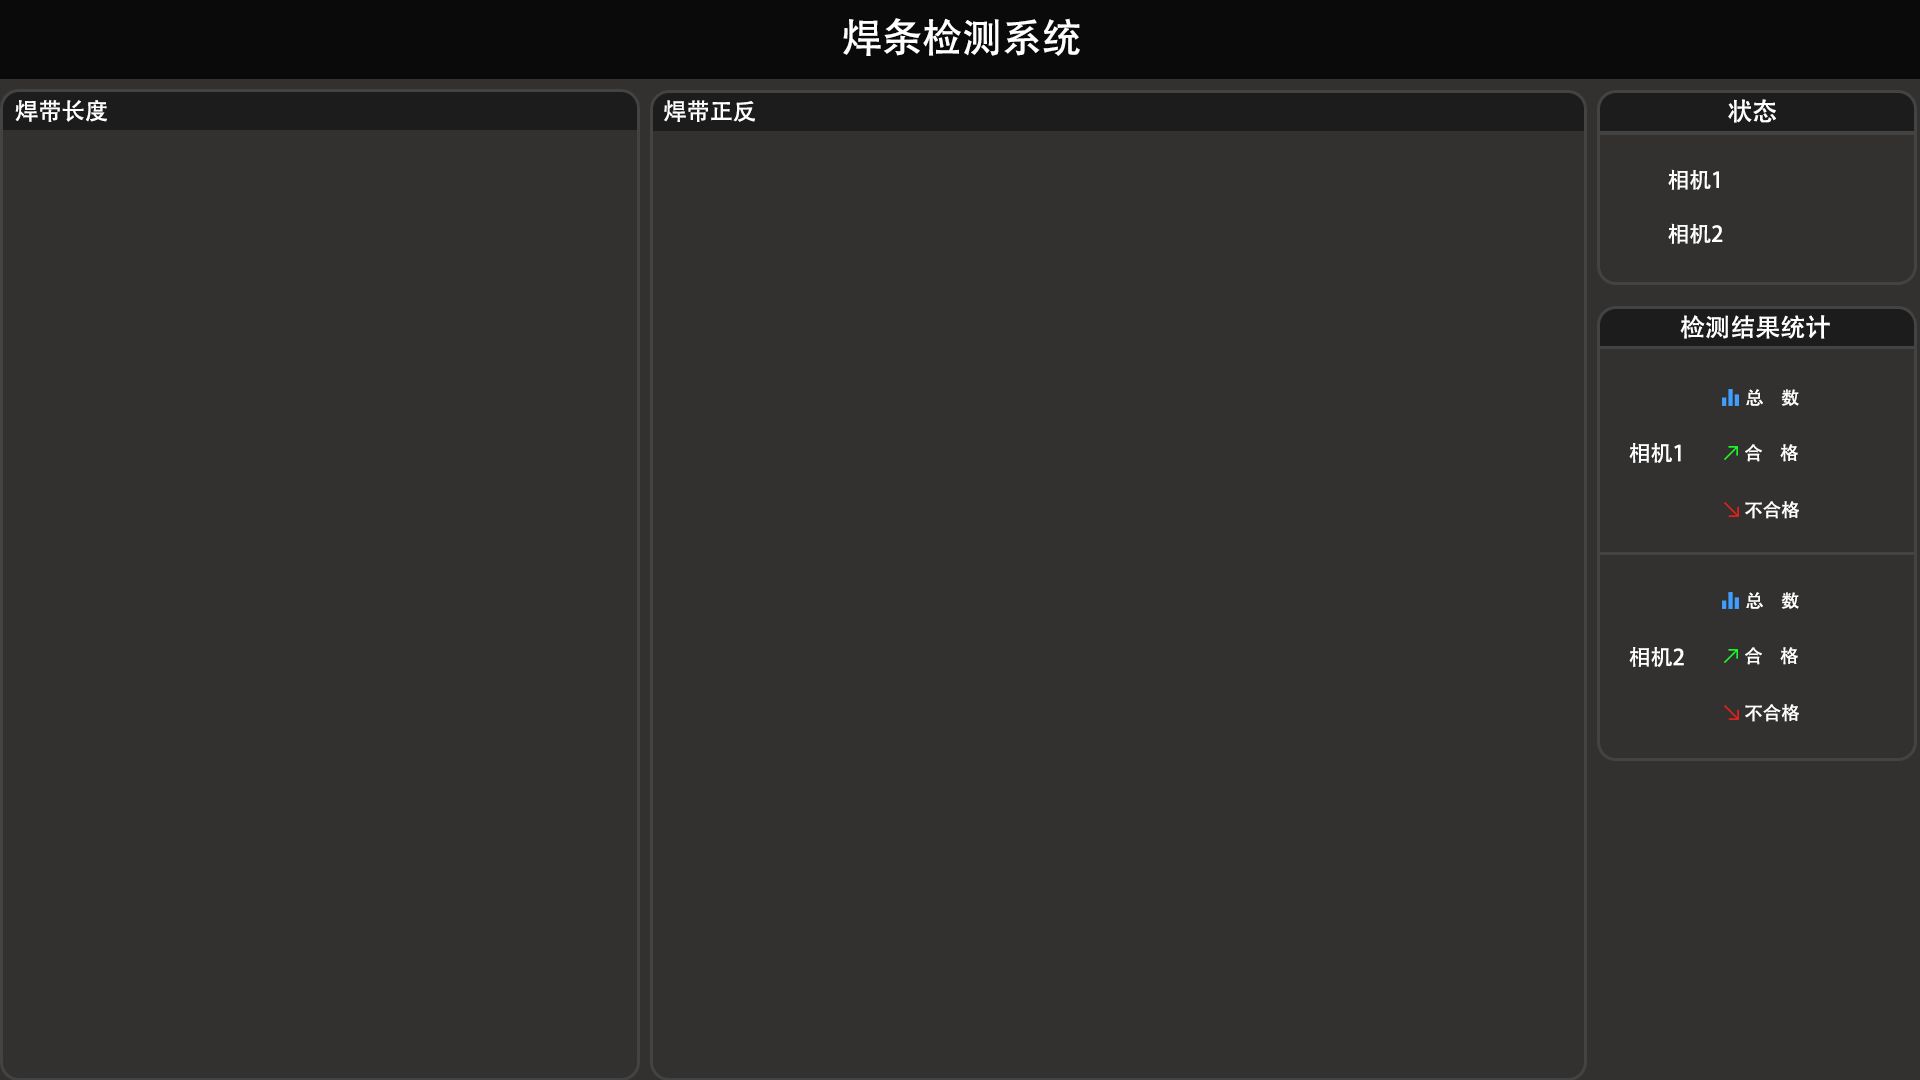 焊条检测系统
焊带长度
焊带正反
状态
相机1
相机2
检测结果统计
总 数
相机1
合 格
不合格
总 数
相机2
合 格
不合格